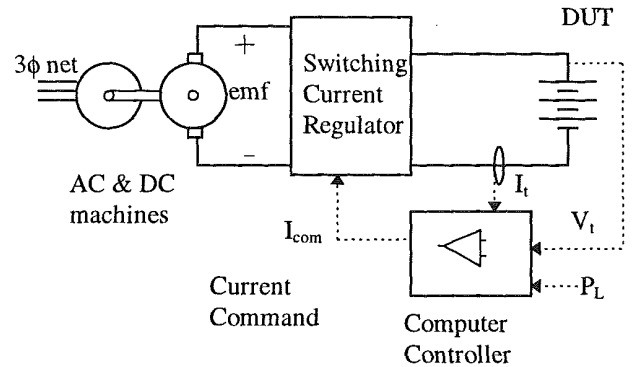 DUT
3ϕ net
+
emf
−
Switching
Current
Regulator
AC & DC
machines
I_t
V_t
I_com
P_L
Current
Command
Computer
Controller